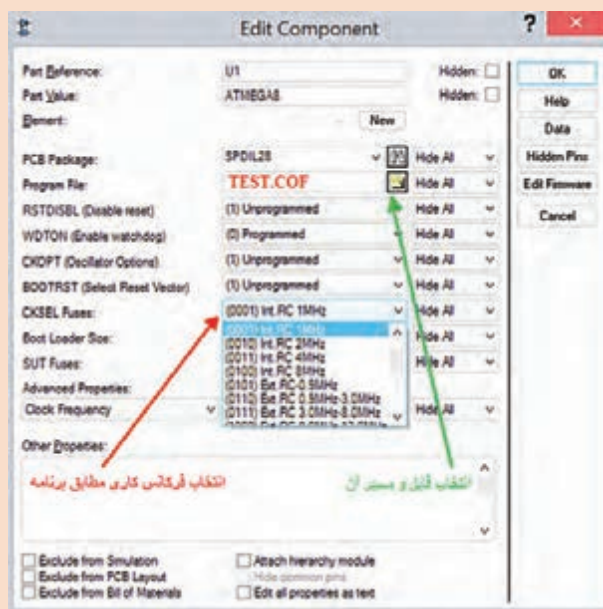 Edit Component
Part Reference: U1 Hidden:
Part Value: ATMEGA8 Hidden:
Element: New
PCB Package: SPDIL28 Hide All
Program File: TEST.COF Hide All
RSTDISBL (Disable reset) (1) Unprogrammed Hide All
WDTON (Enable watchdog) (0) Programmed Hide All
CKOPT (Oscillator Options) (1) Unprogrammed Hide All
BOOTRST (Select Reset Vector) (1) Unprogrammed Hide All
CKSEL Fuses: (0001) Int.RC 1MHz Hide All
(0001) Int.RC 1MHz
Boot Loader Size: (0010) Int.RC 2MHz Hide All
(0011) Int.RC 4MHz
SUT Fuses: (0100) Int.RC 8MHz Hide All
(0101) Ext.RC-0.9MHz
Advanced Properties: (0110) Ext.RC 0.9MHz-3.0MHz
Clock Frequency (0111) Ext.RC 3.0MHz-8.0MHz Hide All
Other Properties:
انتخاب فرکانس کاری مطابق برنامه
انتخاب فایل و مسیر آن
Exclude from Simulation Attach hierarchy module
Exclude from PCB Layout Hide common pins
Exclude from Bill of Materials Edit all properties as text
?
OK
Help
Data
Hidden Pins
Edit Firmware
Cancel